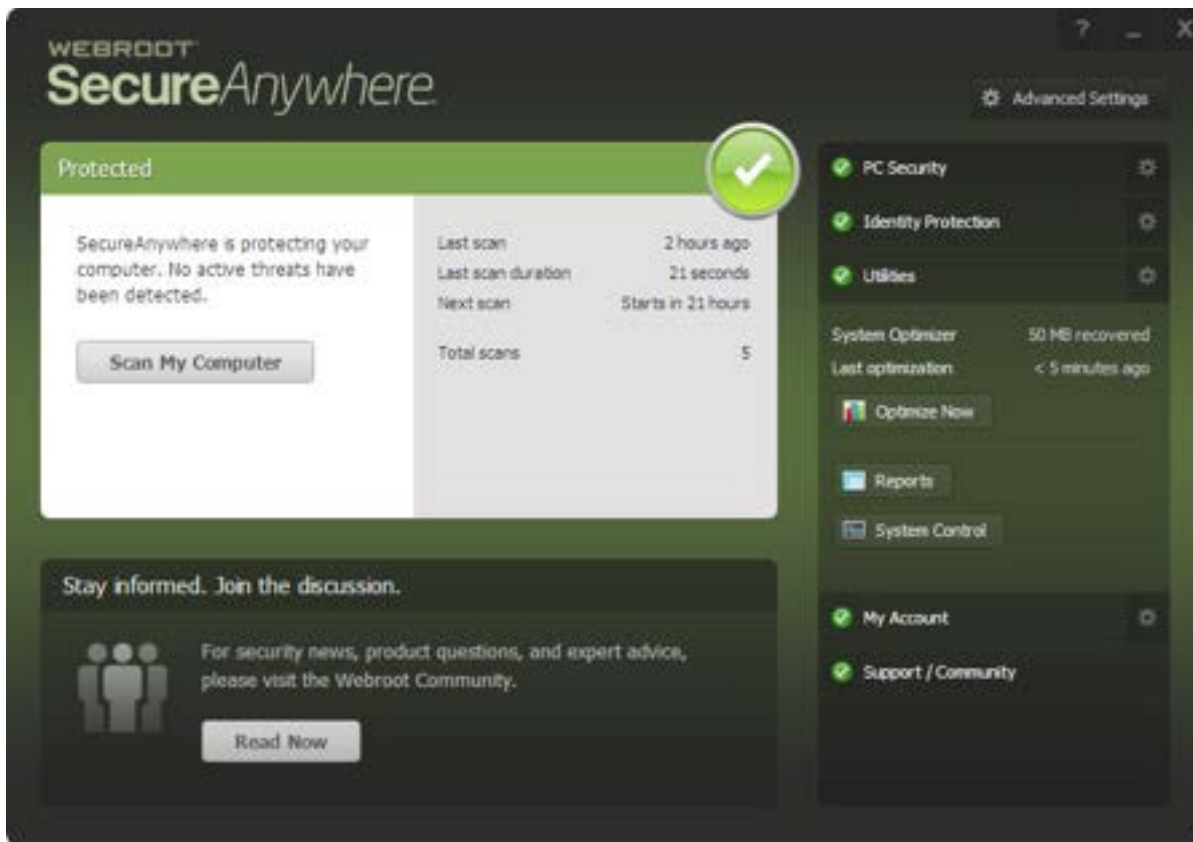 WEBROOT
SecureAnywhere.
? _ X
Advanced Settings
Protected
SecureAnywhere is protecting your
computer. No active threats have
been detected.
Scan My Computer
Last scan 2 hours ago
Last scan duration 21 seconds
Next scan Starts in 21 hours
Total scans 5
Stay informed. Join the discussion.
For security news, product questions, and expert advice,
please visit the Webroot Community.
Read Now
PC Security
Identity Protection
Utilities
System Optimizer 50 MB recovered
Last optimization < 5 minutes ago
Optimize Now
Reports
System Control
My Account
Support / Community